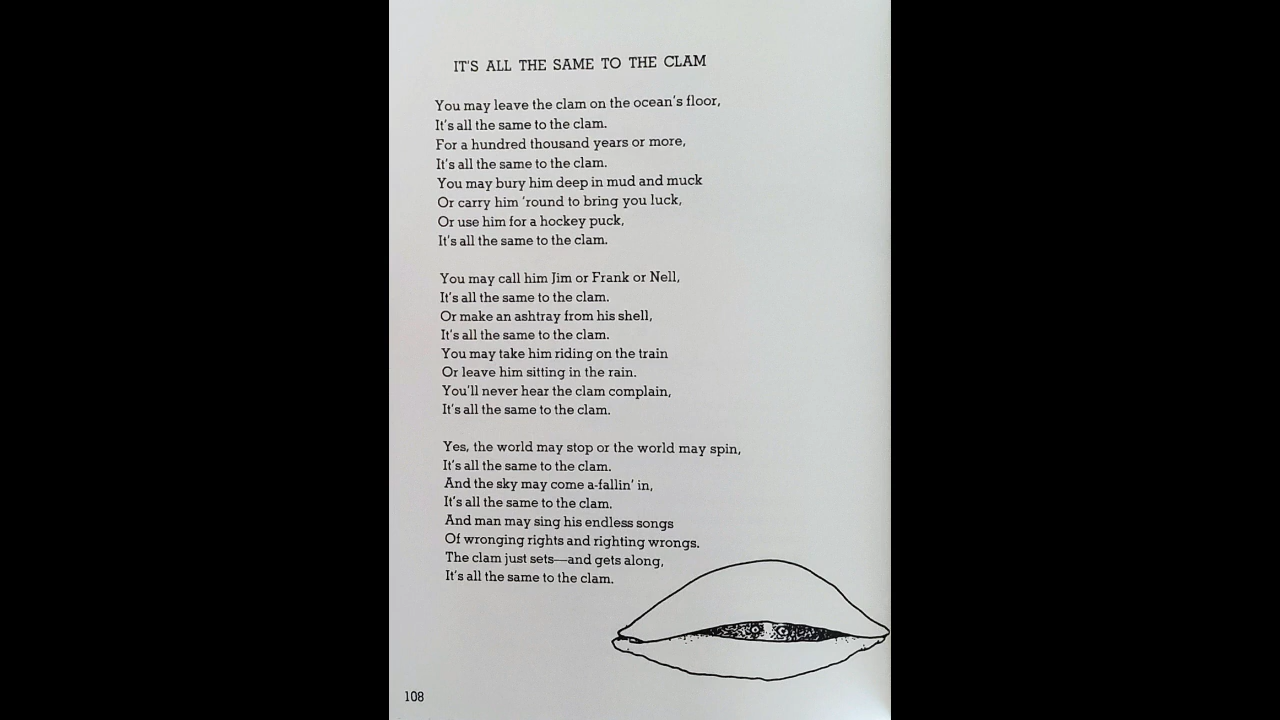 IT'S ALL THE SAME TO THE CLAM
You may leave the clam on the ocean's floor,
It's all the same to the clam.
For a hundred thousand years or more,
It's all the same to the clam.
You may bury him deep in mud and muck
Or carry him 'round to bring you luck,
Or use him for a hockey puck,
It's all the same to the clam.
You may call him Jim or Frank or Nell,
It's all the same to the clam.
Or make an ashtray from his shell,
It's all the same to the clam.
You may take him riding on the train
Or leave him sitting in the rain.
You'll never hear the clam complain,
It's all the same to the clam.
Yes, the world may stop or the world may spin,
It's all the same to the clam.
And the sky may come a-fallin' in,
It's all the same to the clam.
And man may sing his endless songs
Of wronging rights and righting wrongs.
The clam just sets—and gets along,
It's all the same to the clam.
108